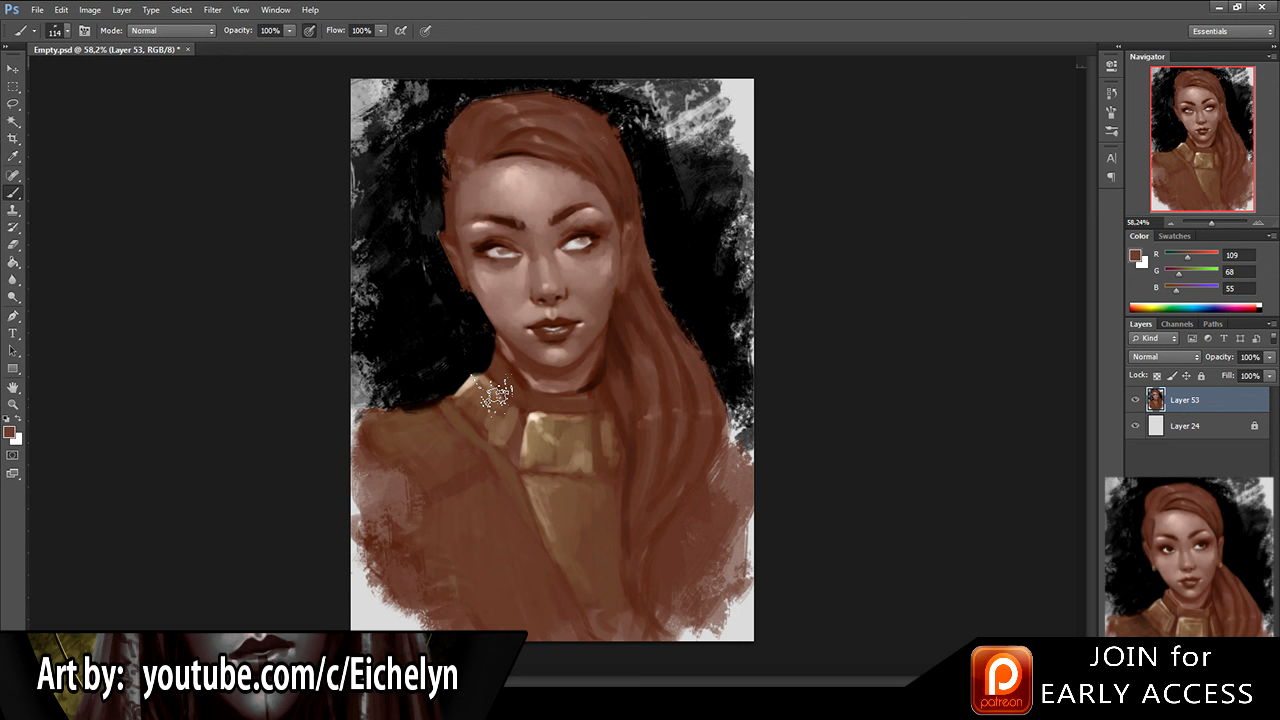 Ps File Edit Image Layer Type Select Filter View Window Help
114 Mode: Normal Opacity: 100% Flow: 100% Essentials
Empty.psd @ 58,2% (Layer 53, RGB/8) * ×
Navigator
58,24%
Color Swatches
R 109
G 68
B 55
Layers Channels Paths
Kind
Normal Opacity: 100%
Lock: Fill: 100%
Layer 53
Layer 24
Art by: youtube.com/c/Eichelyn
JOIN for
EARLY ACCESS
patreon